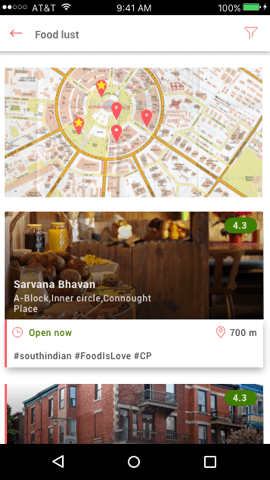 AT&T 9:41 AM 100%
Food lust
4.3
Sarvana Bhavan
A-Block,Inner circle,Connought
Place
Open now 700 m
#southindian #FoodIsLove #CP
4.3